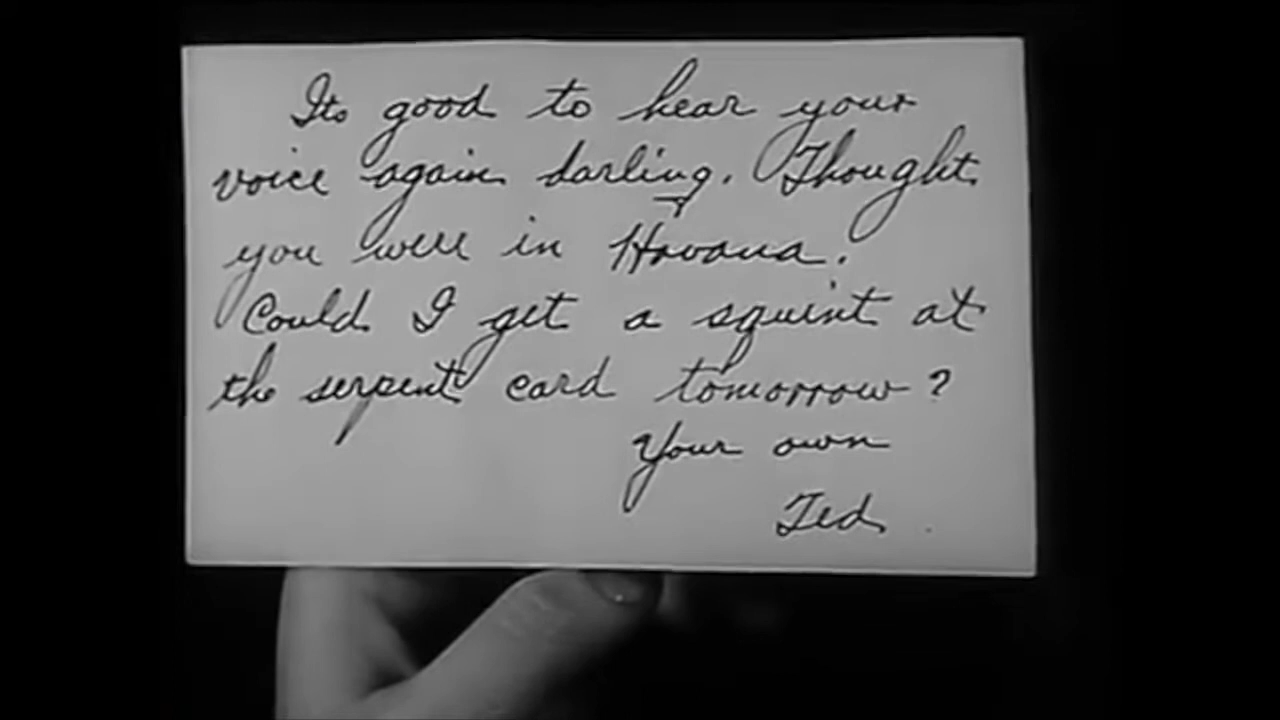 Its good to hear your
voice again darling. Thought
you were in Havana.
Could I get a squint at
the serpent card tomorrow?
Your own
Ted